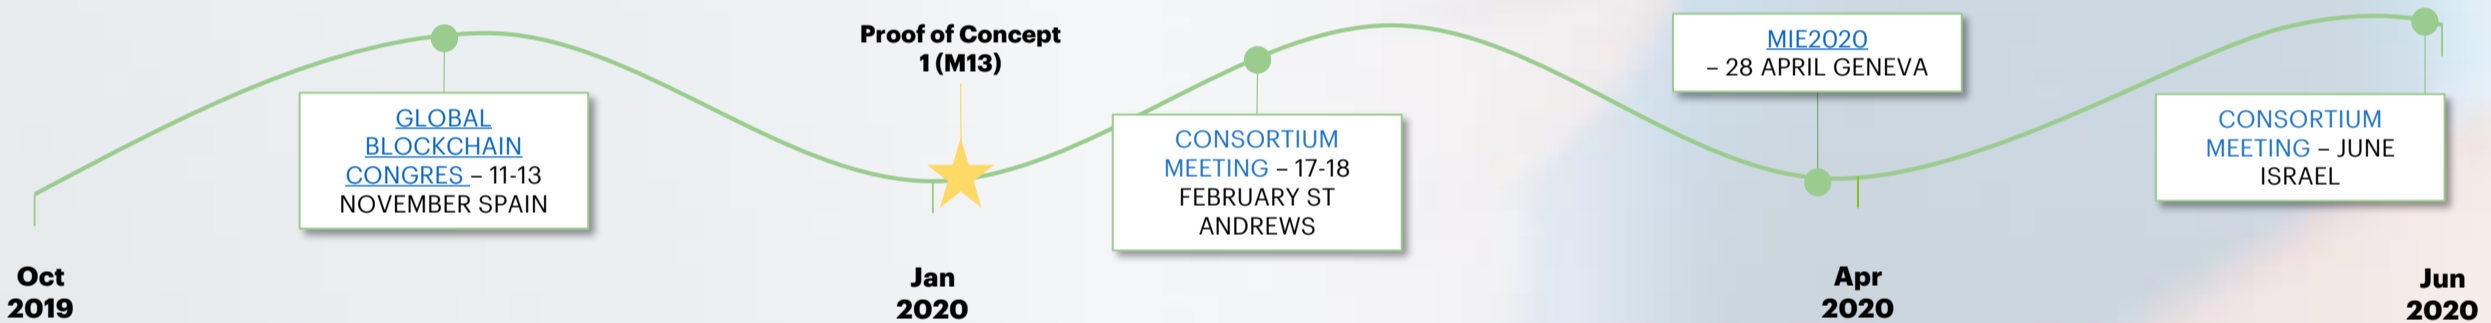 GLOBAL
BLOCKCHAIN
CONGRES – 11-13
NOVEMBER SPAIN
Proof of Concept
1 (M13)
CONSORTIUM
MEETING – 17-18
FEBRUARY ST
ANDREWS
MIE2020
– 28 APRIL GENEVA
CONSORTIUM
MEETING – JUNE
ISRAEL
Oct
2019
Jan
2020
Apr
2020
Jun
2020